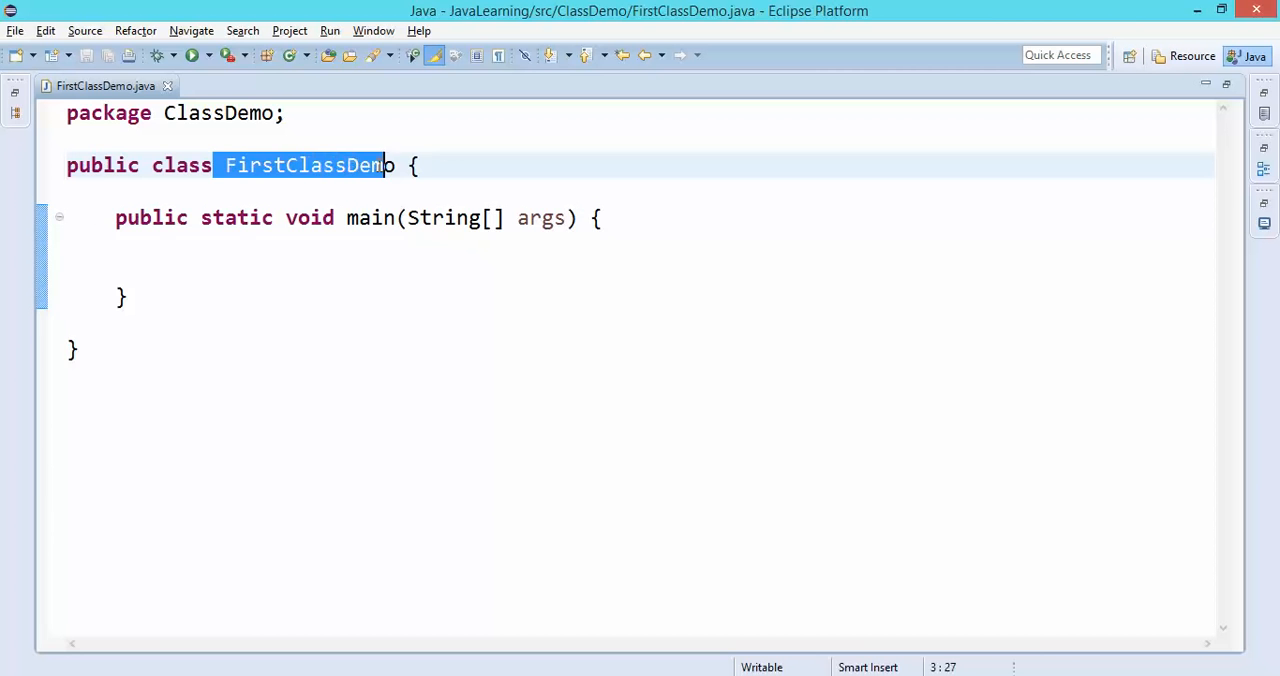 Java - JavaLearning/src/ClassDemo/FirstClassDemo.java - Eclipse Platform
File Edit Source Refactor Navigate Search Project Run Window Help
Quick Access Resource Java
FirstClassDemo.java
package ClassDemo;
public class FirstClassDemo {
public static void main(String[] args) {
}
}
Writable Smart Insert 3 : 27